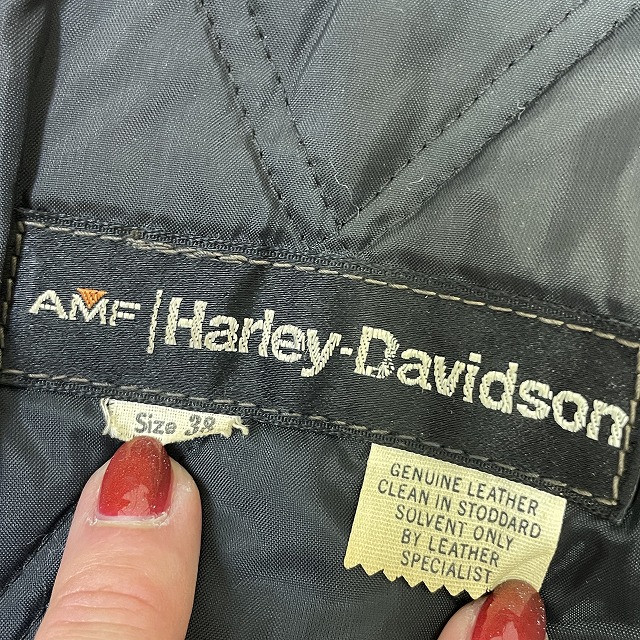 AMF | Harley-Davidson
Size 38
GENUINE LEATHER
CLEAN IN STODDARD
SOLVENT ONLY
BY LEATHER
SPECIALIST